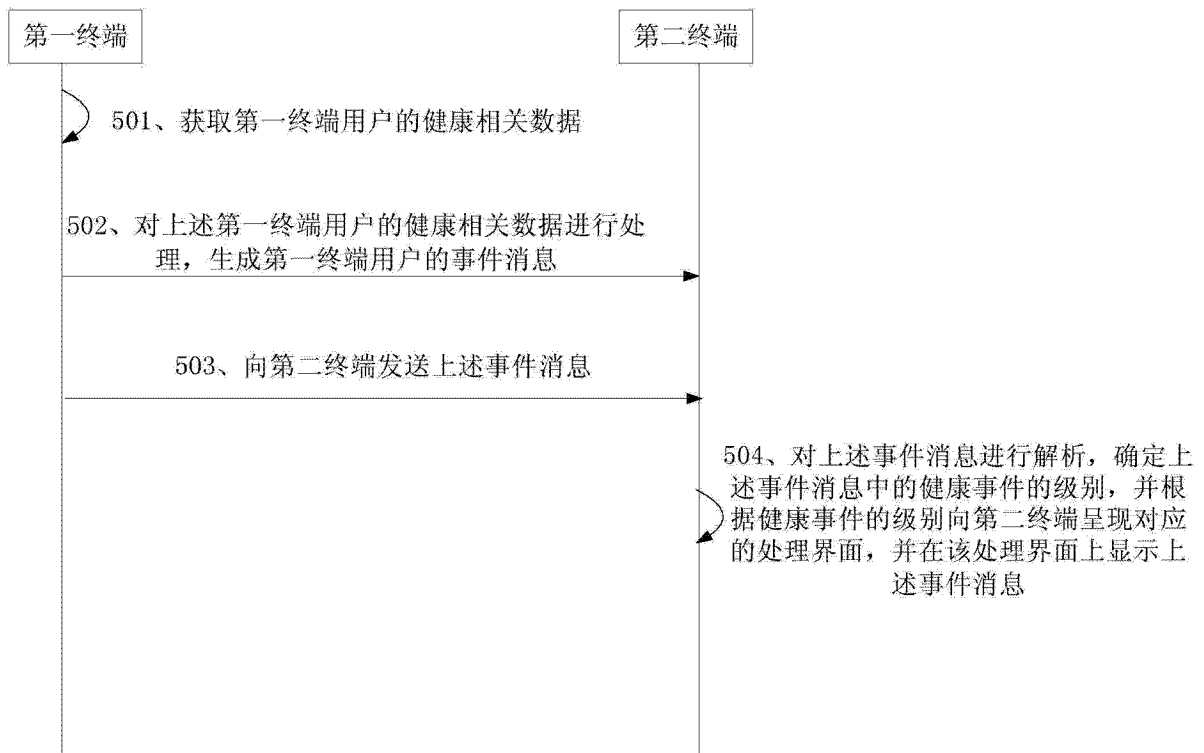 第一终端
第二终端
501、获取第一终端用户的健康相关数据
502、对上述第一终端用户的健康相关数据进行处
理，生成第一终端用户的事件消息
503、向第二终端发送上述事件消息
504、对上述事件消息进行解析，确定上
述事件消息中的健康事件的级别，并根
据健康事件的级别向第二终端呈现对应
的处理界面，并在该处理界面上显示上
述事件消息